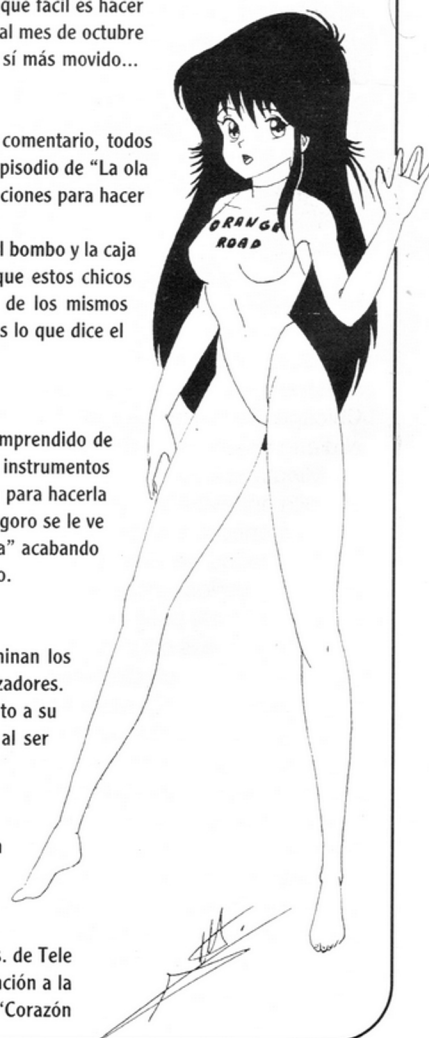 que fácil es hacer
al mes de octubre
sí más movido...
comentario, todos
pisodio de “La ola
ciones para hacer
l bombo y la caja
que estos chicos
de los mismos
s lo que dice el
mprendido de
instrumentos
para hacerla
goro se le ve
a” acabando
o.
ninan los
zadores.
to a su
al ser
s. de Tele
ación a la
“Corazón
ORANGE
ROAD